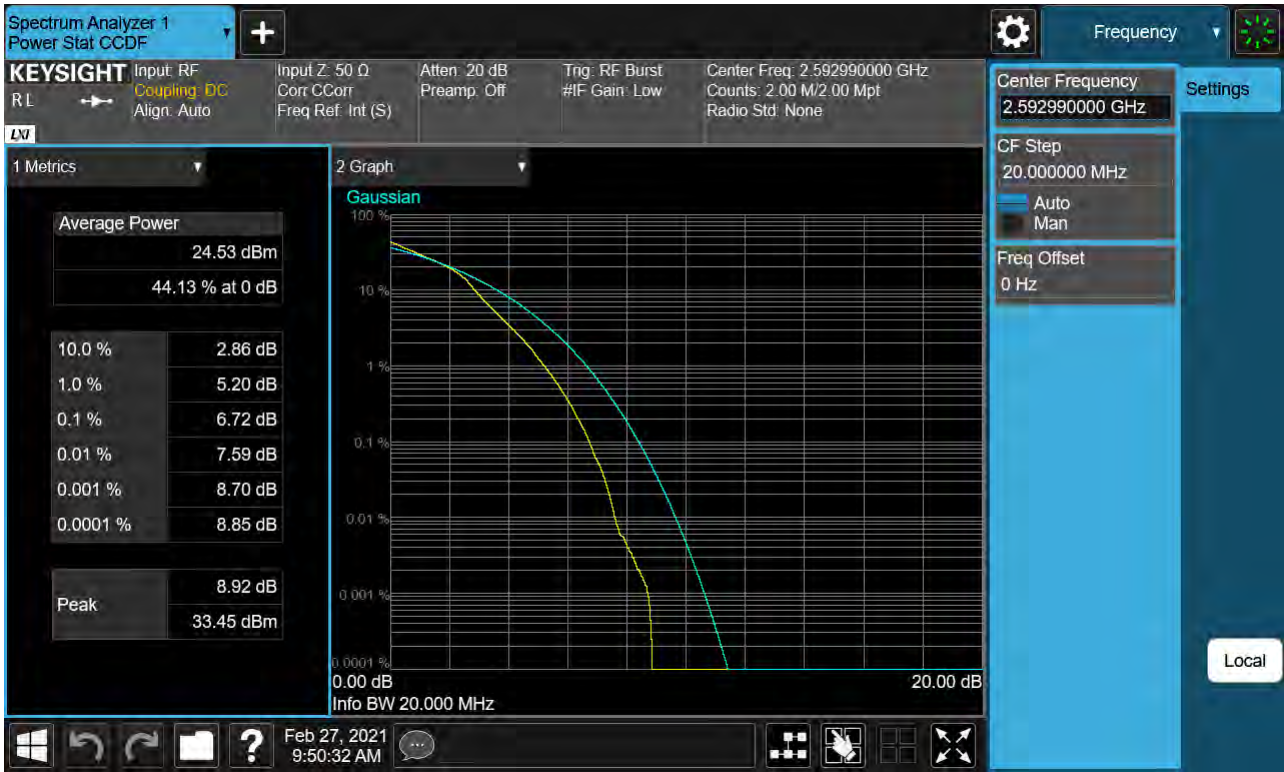 Spectrum Analyzer 1
Power Stat CCDF
+
Frequency
KEYSIGHT
RL
LXI
Input: RF
Coupling: DC
Align: Auto
Input Z: 50 Ω
Corr CCorr
Freq Ref: Int (S)
Atten: 20 dB
Preamp: Off
Trig: RF Burst
#IF Gain: Low
Center Freq: 2.592990000 GHz
Counts: 2.00 M/2.00 Mpt
Radio Std: None
Center Frequency
2.592990000 GHz
Settings
CF Step
20.000000 MHz
Auto
Man
Freq Offset
0 Hz
1 Metrics
Average Power
24.53 dBm
44.13 % at 0 dB
10.0 % 2.86 dB
1.0 % 5.20 dB
0.1 % 6.72 dB
0.01 % 7.59 dB
0.001 % 8.70 dB
0.0001 % 8.85 dB
Peak
8.92 dB
33.45 dBm
2 Graph
Gaussian
100 %
10 %
1 %
0.1 %
0.01 %
0.001 %
0.0001 %
0.00 dB 20.00 dB
Info BW 20.000 MHz
Local
?
Feb 27, 2021
9:50:32 AM